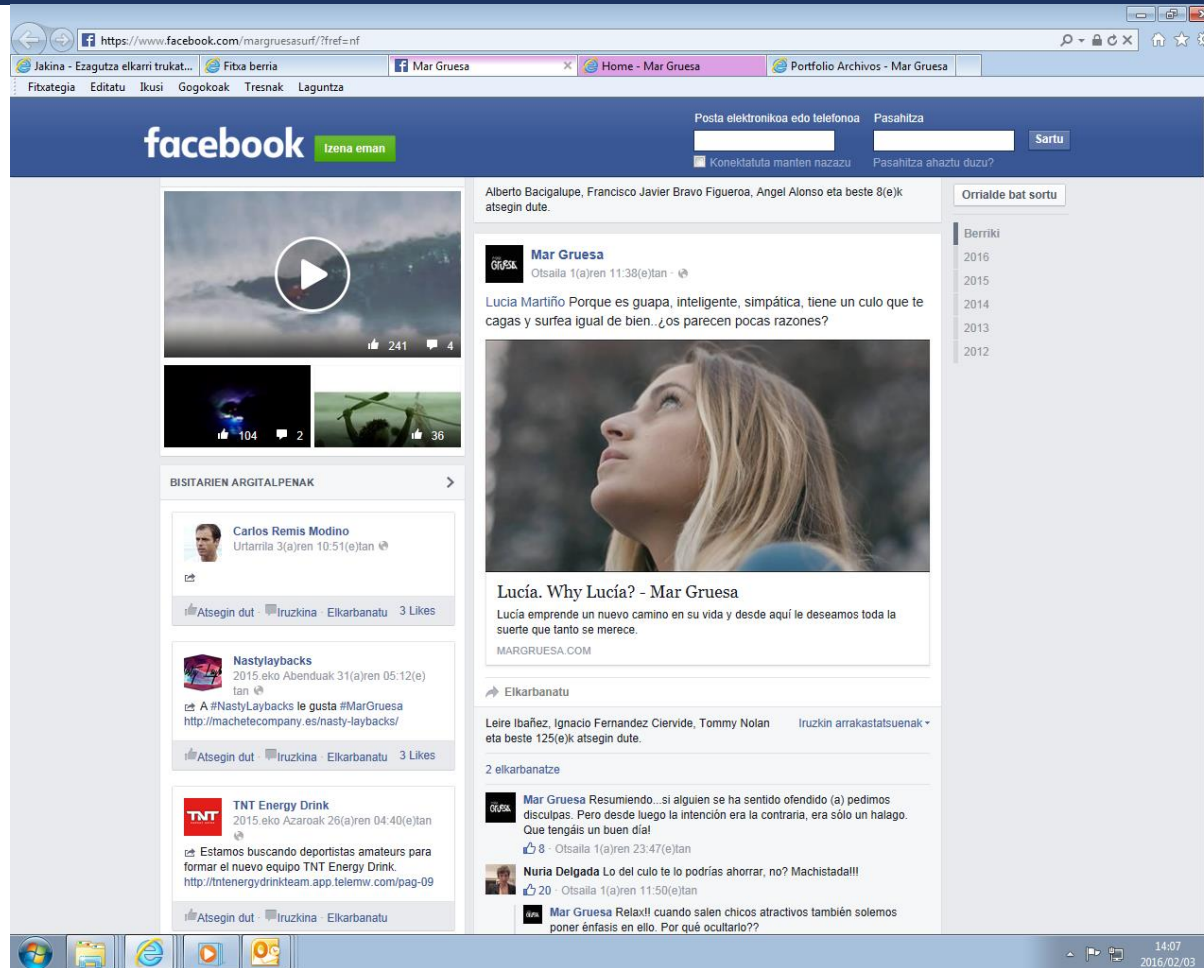 https://www.facebook.com/margruesasurf/?fref=nf
Jakina - Ezagutza elkarri trukat...
Fitxa berria
Mar Gruesa
Home - Mar Gruesa
Portfolio Archivos - Mar Gruesa
Fitxategia Editatu Ikusi Gogokoak Tresnak Laguntza
facebook
Izena eman
Posta elektronikoa edo telefonoa
Pasahitza
Sartu
Konektatuta manten nazazu
Pasahitza ahaztu duzu?
241 4
104 2
36
BISITARIEN ARGITALPENAK
Carlos Remis Modino
Urtarrila 3(a)ren 10:51(e)tan
Atsegin dut · Iruzkina · Elkarbanatu 3 Likes
Nastylaybacks
2015.eko Abenduak 31(a)ren 05:12(e)
tan
A #NastyLaybacks le gusta #MarGruesa
http://machetecompany.es/nasty-laybacks/
Atsegin dut · Iruzkina · Elkarbanatu 3 Likes
TNT
TNT Energy Drink
2015.eko Azaroak 26(a)ren 04:40(e)tan
Estamos buscando deportistas amateurs para
formar el nuevo equipo TNT Energy Drink.
http://tntenergydrinkteam.app.telemw.com/pag-09
Atsegin dut · Iruzkina · Elkarbanatu
Alberto Bacigalupe, Francisco Javier Bravo Figueroa, Angel Alonso eta beste 8(e)k
atsegin dute.
Mar Gruesa
Otsaila 1(a)ren 11:38(e)tan ·
Lucia Martiño Porque es guapa, inteligente, simpática, tiene un culo que te
cagas y surfea igual de bien..¿os parecen pocas razones?
Lucía. Why Lucía? - Mar Gruesa
Lucía emprende un nuevo camino en su vida y desde aquí le deseamos toda la
suerte que tanto se merece.
MARGRUESA.COM
Elkarbanatu
Leire Ibañez, Ignacio Fernandez Ciervide, Tommy Nolan
eta beste 125(e)k atsegin dute.
Iruzkin arrakastatsuenak
2 elkarbanatze
Mar Gruesa Resumiendo...si alguien se ha sentido ofendido (a) pedimos
disculpas. Pero desde luego la intención era la contraria, era sólo un halago.
Que tengáis un buen día!
8 · Otsaila 1(a)ren 23:47(e)tan
Nuria Delgada Lo del culo te lo podrías ahorrar, no? Machistada!!!
20 · Otsaila 1(a)ren 11:50(e)tan
Mar Gruesa Relax!! cuando salen chicos atractivos también solemos
poner énfasis en ello. Por qué ocultarlo??
Orrialde bat sortu
Berriki
2016
2015
2014
2013
2012
14:07
2016/02/03